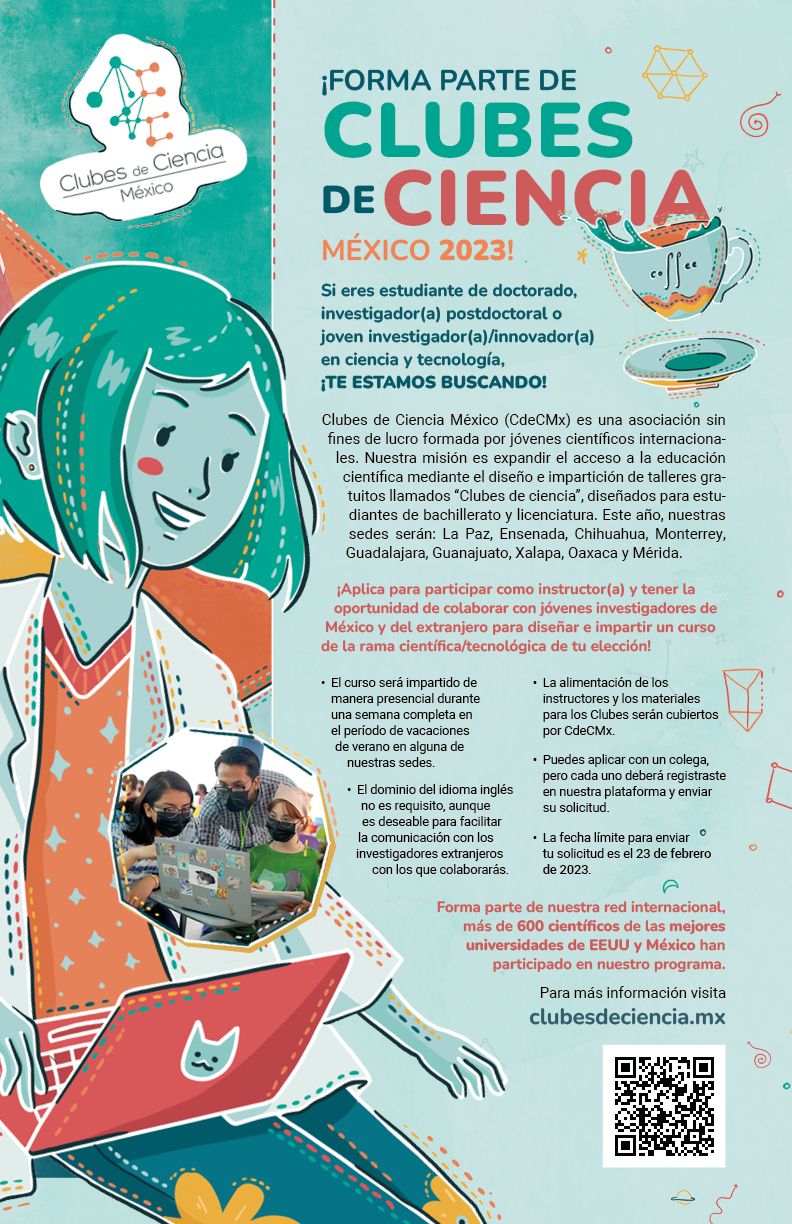 Clubes de Ciencia
México
¡FORMA PARTE DE
CLUBES
DE CIENCIA
MÉXICO 2023!
coffee
Si eres estudiante de doctorado,
investigador(a) postdoctoral o
joven investigador(a)/innovador(a)
en ciencia y tecnología,
¡TE ESTAMOS BUSCANDO!
Clubes de Ciencia México (CdeCMx) es una asociación sin
fines de lucro formada por jóvenes científicos internaciona-
les. Nuestra misión es expandir el acceso a la educación
científica mediante el diseño e impartición de talleres gra-
tuitos llamados “Clubes de ciencia”, diseñados para estu-
diantes de bachillerato y licenciatura. Este año, nuestras
sedes serán: La Paz, Ensenada, Chihuahua, Monterrey,
Guadalajara, Guanajuato, Xalapa, Oaxaca y Mérida.
¡Aplica para participar como instructor(a) y tener la
oportunidad de colaborar con jóvenes investigadores de
México y del extranjero para diseñar e impartir un curso
de la rama científica/tecnológica de tu elección!
• El curso será impartido de
manera presencial durante
una semana completa en
el período de vacaciones
de verano en alguna de
nuestras sedes.
• El dominio del idioma inglés
no es requisito, aunque
es deseable para facilitar
la comunicación con los
investigadores extranjeros
con los que colaborarás.
• La alimentación de los
instructores y los materiales
para los Clubes serán cubiertos
por CdeCMx.
• Puedes aplicar con un colega,
pero cada uno deberá registraste
en nuestra plataforma y enviar
su solicitud.
• La fecha límite para enviar
tu solicitud es el 23 de febrero
de 2023.
Forma parte de nuestra red internacional,
más de 600 científicos de las mejores
universidades de EEUU y México han
participado en nuestro programa.
Para más información visita
clubesdeciencia.mx